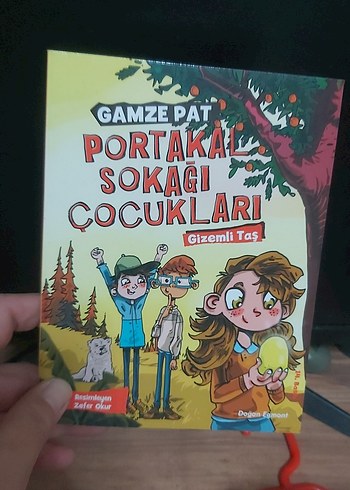 GAMZE PAT
PORTAKAL
SOKAĞI
ÇOCUKLARI
Gizemli Taş
Resimleyen
Zafer Okur
Doğan Egmont